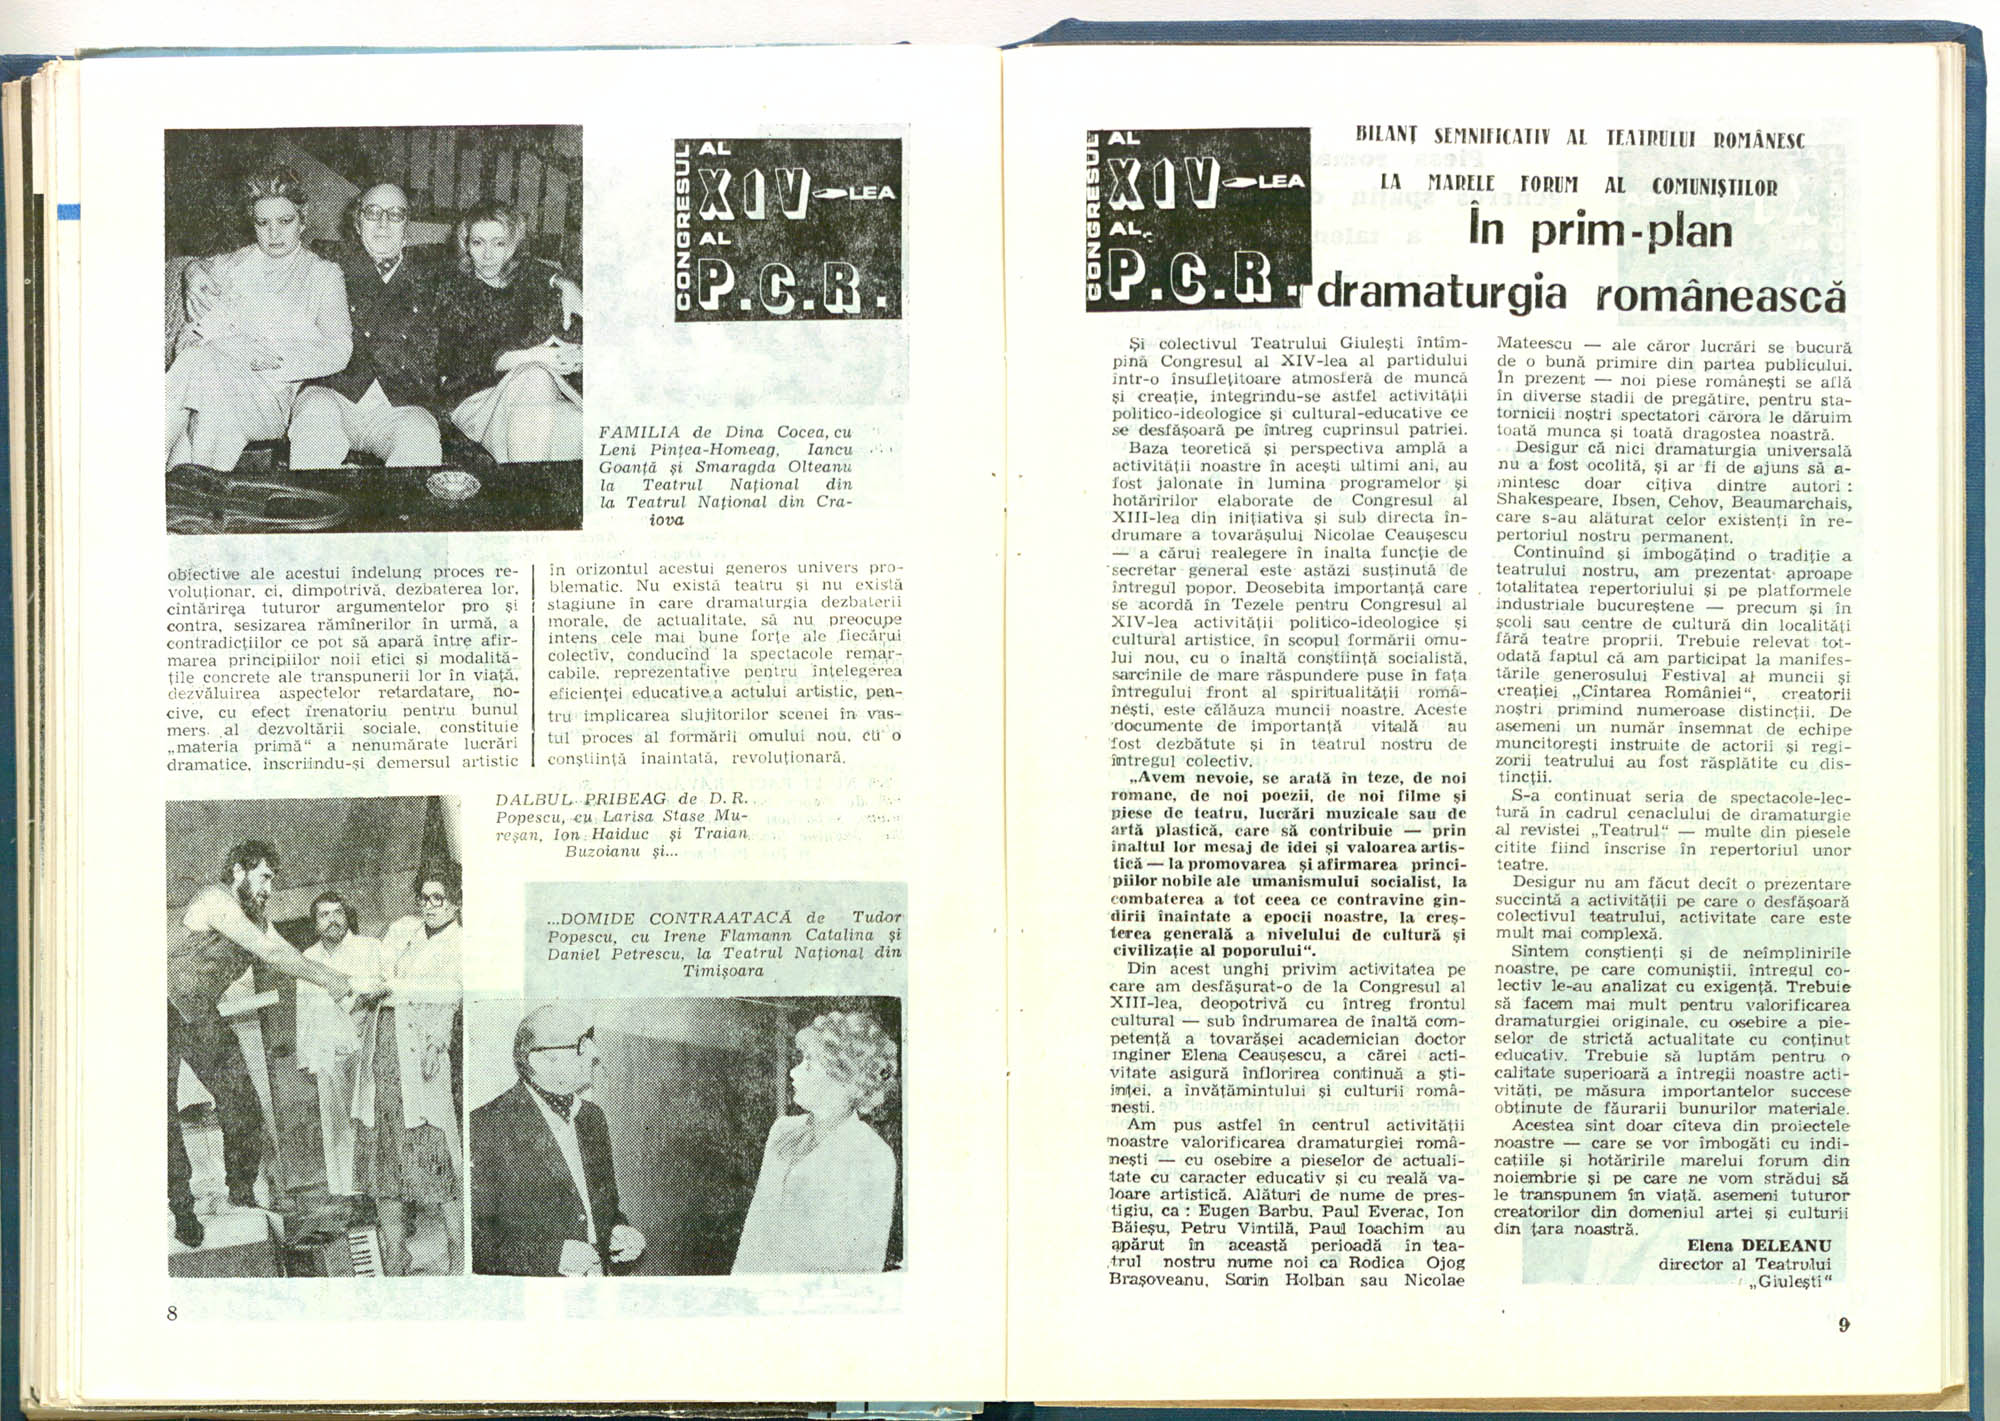 CONGRESUL
AL
XIV-LEA
AL
P.C.R.
FAMILIA de Dina Cocea, cu
Leni Pințea-Homeag, Iancu
Goanță și Smaragda Olteanu
la Teatrul Național din
la Teatrul Național din Cra-
iova
obiective ale acestui îndelung proces re-
voluționar, ci, dimpotrivă, dezbaterea lor,
cîntărirea tuturor argumentelor pro și
contra, sesizarea rămînerilor în urmă, a
contradicțiilor ce pot să apară între afir-
marea principiilor noii etici și modalită-
țile concrete ale transpunerii lor în viață,
dezvăluirea aspectelor retardatare, no-
cive, cu efect frenatoriu pentru bunul
mers al dezvoltării sociale, constituie
„materia primă“ a nenumărate lucrări
dramatice, înscriindu-și demersul artistic
în orizontul acestui generos univers pro-
blematic. Nu există teatru și nu există
stagiune în care dramaturgia dezbaterii
morale, de actualitate, să nu preocupe
intens cele mai bune forțe ale fiecărui
colectiv, conducînd la spectacole remar-
cabile, reprezentative pentru înțelegerea
eficienței educative a actului artistic, pen-
tru implicarea slujitorilor scenei în vas-
tul proces al formării omului nou, cu o
conștiință înaintată, revoluționară.
DALBUL PRIBEAG de D. R.
Popescu, cu Larisa Stase Mu-
reșan, Ion Haiduc și Traian
Buzoianu și...
...DOMIDE CONTRAATACĂ de Tudor
Popescu, cu Irene Flamann Catalina și
Daniel Petrescu, la Teatrul Național din
Timișoara
8
CONGRESUL
AL
XIV-LEA
AL
P.C.R.
BILANȚ SEMNIFICATIV AL TEATRULUI ROMÂNESC
LA MARELE FORUM AL COMUNIȘTILOR
În prim-plan
dramaturgia românească
Și colectivul Teatrului Giulești întîm-
pină Congresul al XIV-lea al partidului
într-o însuflețitoare atmosferă de muncă
și creație, integrindu-se astfel activității
politico-ideologice și cultural-educative ce
se desfășoară pe întreg cuprinsul patriei.
Baza teoretică și perspectiva amplă a
activității noastre în acești ultimi ani, au
fost jalonate în lumina programelor și
hotărîrilor elaborate de Congresul al
XIII-lea din inițiativa și sub directa în-
drumare a tovarășului Nicolae Ceaușescu
— a cărui realegere în înalta funcție de
secretar general este astăzi susținută de
întregul popor. Deosebita importanță care
se acordă în Tezele pentru Congresul al
XIV-lea activității politico-ideologice și
cultural artistice, în scopul formării omu-
lui nou, cu o înaltă conștiință socialistă,
sarcinile de mare răspundere puse în fața
întregului front al spiritualității româ-
nești, este călăuza muncii noastre. Aceste
documente de importanță vitală au
fost dezbătute și în teatrul nostru de
întregul colectiv.
„Avem nevoie, se arată în teze, de noi
romane, de noi poezii, de noi filme și
piese de teatru, lucrări muzicale sau de
artă plastică, care să contribuie — prin
înaltul lor mesaj de idei și valoarea artis-
tică — la promovarea și afirmarea princi-
piilor nobile ale umanismului socialist, la
combaterea a tot ceea ce contravine gîn-
dirii înaintate a epocii noastre, la creș-
terea generală a nivelului de cultură și
civilizație al poporului“.
Din acest unghi privim activitatea pe
care am desfășurat-o de la Congresul al
XIII-lea, deopotrivă cu întreg frontul
cultural — sub îndrumarea de înaltă com-
petență a tovarășei academician doctor
inginer Elena Ceaușescu, a cărei acti-
vitate asigură înflorirea continuă a ști-
inței, a învățămîntului și culturii româ-
nești.
Am pus astfel în centrul activității
noastre valorificarea dramaturgiei româ-
nești — cu osebire a pieselor de actuali-
tate cu caracter educativ și cu reală va-
loare artistică. Alături de nume de pres-
tigiu, ca : Eugen Barbu, Paul Everac, Ion
Băieșu, Petru Vintilă, Paul Ioachim au
apărut în această perioadă în tea-
trul nostru nume noi ca Rodica Ojog
Brașoveanu, Sorin Holban sau Nicolae
Mateescu — ale căror lucrări se bucură
de o bună primire din partea publicului.
În prezent — noi piese românești se află
în diverse stadii de pregătire, pentru sta-
tornicii noștri spectatori cărora le dăruim
toată munca și toată dragostea noastră.
Desigur că nici dramaturgia universală
nu a fost ocolită, și ar fi de ajuns să a-
mintesc doar cîțiva dintre autori :
Shakespeare, Ibsen, Cehov, Beaumarchais,
care s-au alăturat celor existenți în re-
pertoriul nostru permanent.
Continuînd și îmbogățind o tradiție a
teatrului nostru, am prezentat aproape
totalitatea repertoriului și pe platformele
industriale bucureștene — precum și în
școli sau centre de cultură din localități
fără teatre proprii. Trebuie relevat tot-
odată faptul că am participat la manifes-
tările generosului Festival al muncii și
creației „Cîntarea României“, creatorii
noștri primind numeroase distincții. De
asemeni un număr însemnat de echipe
muncitorești instruite de actorii și regi-
zorii teatrului au fost răsplătite cu dis-
tincții.
S-a continuat seria de spectacole-lec-
tură în cadrul cenaclului de dramaturgie
al revistei „Teatrul“ — multe din piesele
citite fiind înscrise în repertoriul unor
teatre.
Desigur nu am făcut decît o prezentare
succintă a activității pe care o desfășoară
colectivul teatrului, activitate care este
mult mai complexă.
Sîntem conștienți și de neîmplinirile
noastre, pe care comuniștii, întregul co-
lectiv le-au analizat cu exigență. Trebuie
să facem mai mult pentru valorificarea
dramaturgiei originale, cu osebire a pie-
selor de strictă actualitate cu conținut
educativ. Trebuie să luptăm pentru o
calitate superioară a întregii noastre acti-
vități, pe măsura importantelor succese
obținute de făurarii bunurilor materiale.
Acestea sînt doar cîteva din proiectele
noastre — care se vor îmbogăți cu indi-
cațiile și hotărîrile marelui forum din
noiembrie și pe care ne vom strădui să
le transpunem în viață, asemeni tuturor
creatorilor din domeniul artei și culturii
din țara noastră.
Elena DELEANU
director al Teatrului
„Giulești“
9